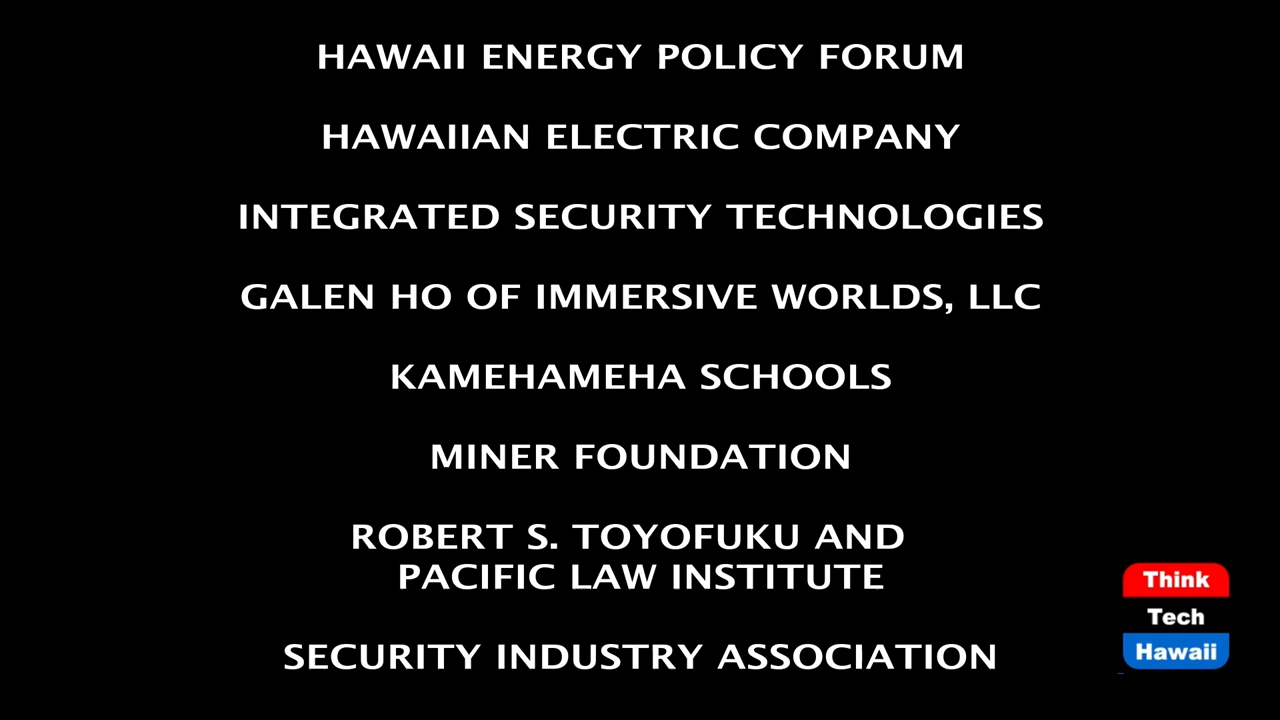 HAWAII ENERGY POLICY FORUM
HAWAIIAN ELECTRIC COMPANY
INTEGRATED SECURITY TECHNOLOGIES
GALEN HO OF IMMERSIVE WORLDS, LLC
KAMEHAMEHA SCHOOLS
MINER FOUNDATION
ROBERT S. TOYOFUKU AND
PACIFIC LAW INSTITUTE
SECURITY INDUSTRY ASSOCIATION
Think
Tech
Hawaii